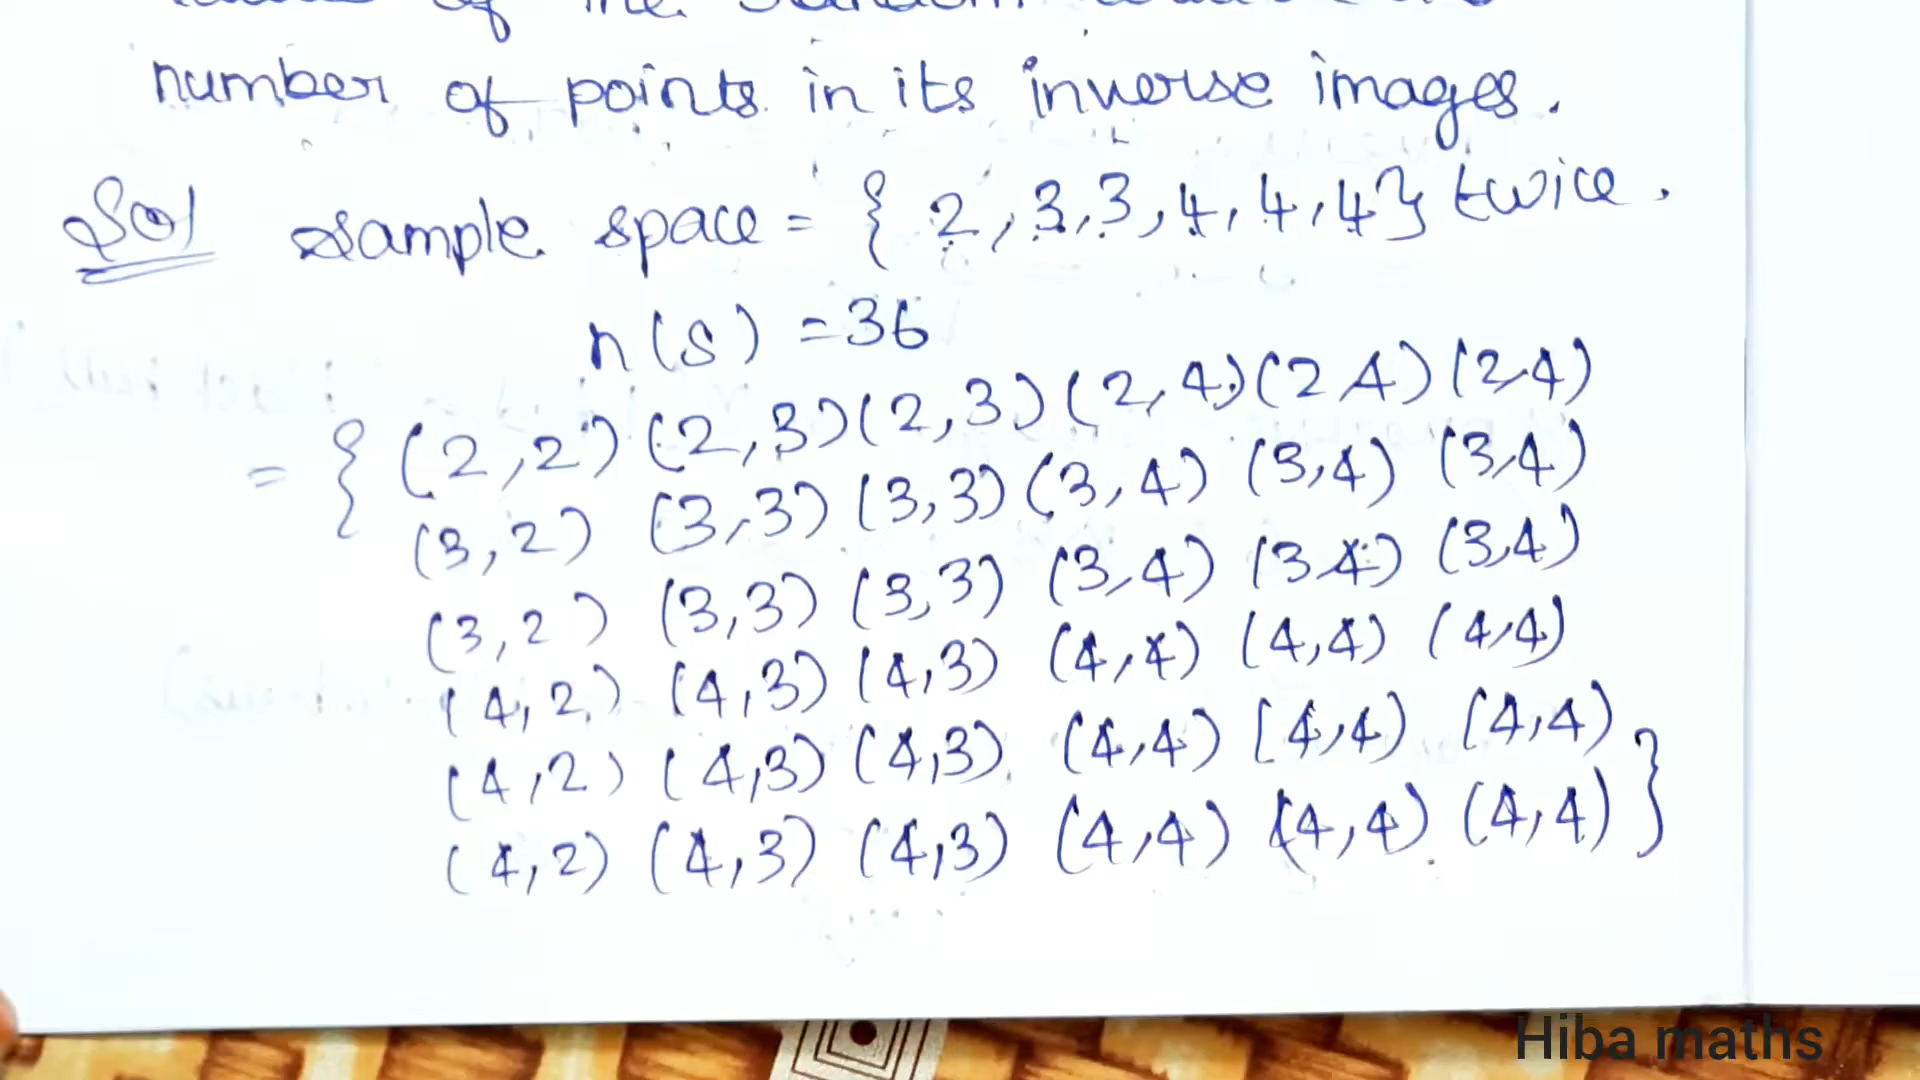 of the random
number of points in its inverse images.
Sol sample space = { 2, 3, 3, 4, 4, 4} twice.
n(s) = 36
= { (2,2) (2,3) (2,3) (2,4) (2 4) (2,4)
(3,2) (3,3) (3,3) (3,4) (3,4) (3,4)
(3,2) (3,3) (3,3) (3,4) (3 4) (3,4)
(4,2) (4,3) (4,3) (4,4) (4,4) (4,4)
(4,2) (4,3) (4,3) (4,4) [4,4) (4,4)
(4,2) (4,3) (4,3) (4,4) (4,4) (4,4) }
Hiba maths